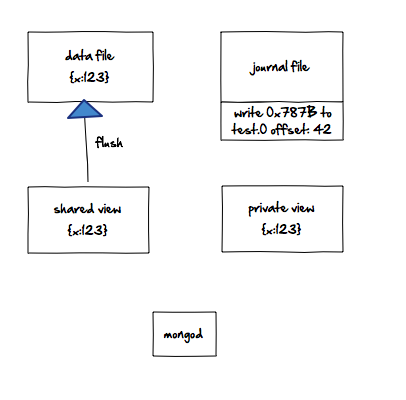 data file
{x:123}
journal file
write 0x787B to
test.0 offset: 42
flush
shared view
{x:123}
private view
{x:123}
mongod